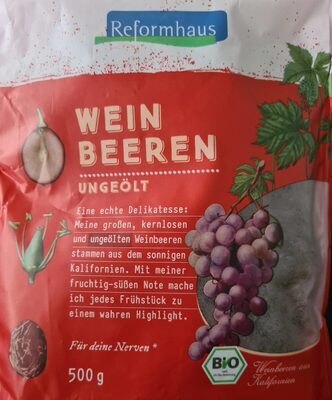 Reformhaus
WEIN
BEEREN
UNGEÖLT
Eine echte Delikatesse:
Meine großen, kernlosen
und ungeölten Weinbeeren
stammen aus dem sonnigen
Kalifornien. Mit meiner
fruchtig-süßen Note mache
ich jedes Frühstück zu
einem wahren Highlight.
Für deine Nerven*
500 g
BIO
Weinbeeren aus
Kalifornien